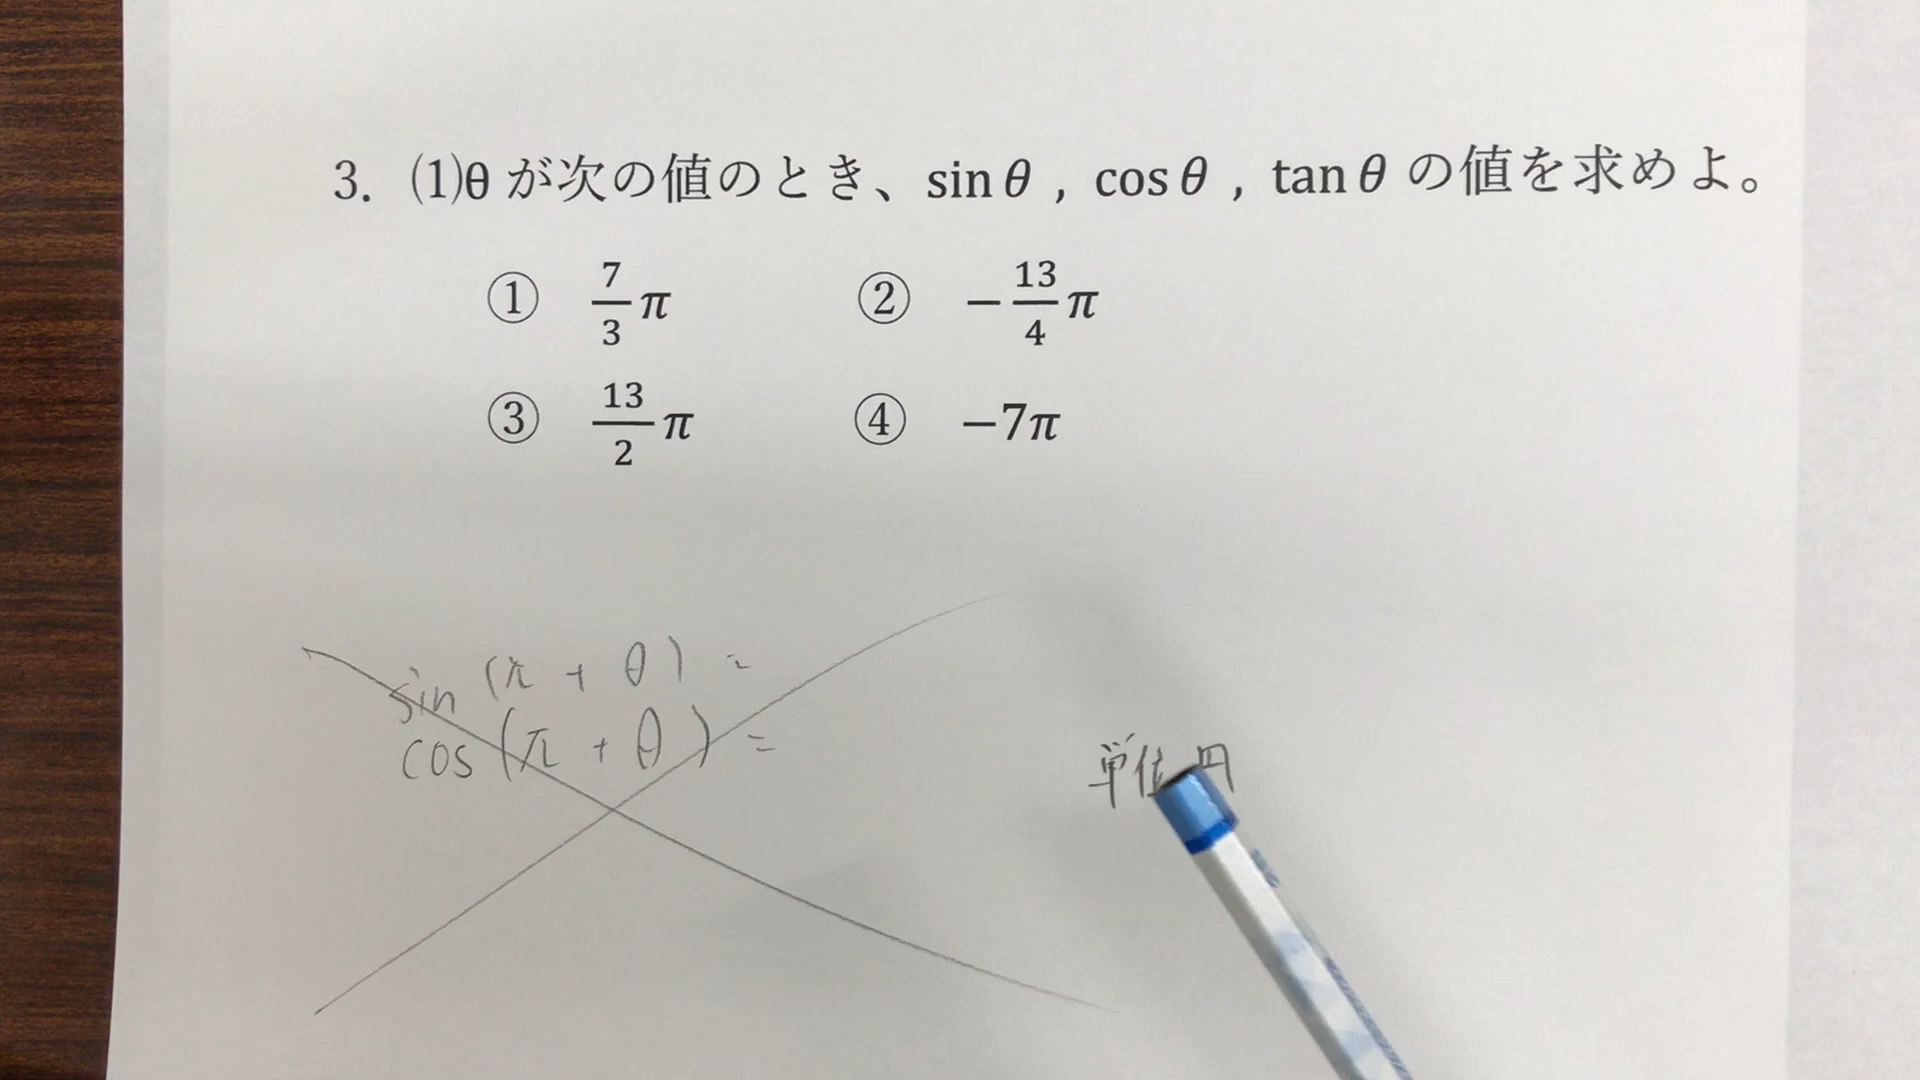 3. (1)θ が次の値のとき、sin θ , cos θ , tan θ の値を求めよ。
① 7/3 π ② −13/4 π
③ 13/2 π ④ −7π
sin (π + θ) =
cos (π + θ) =
単位円